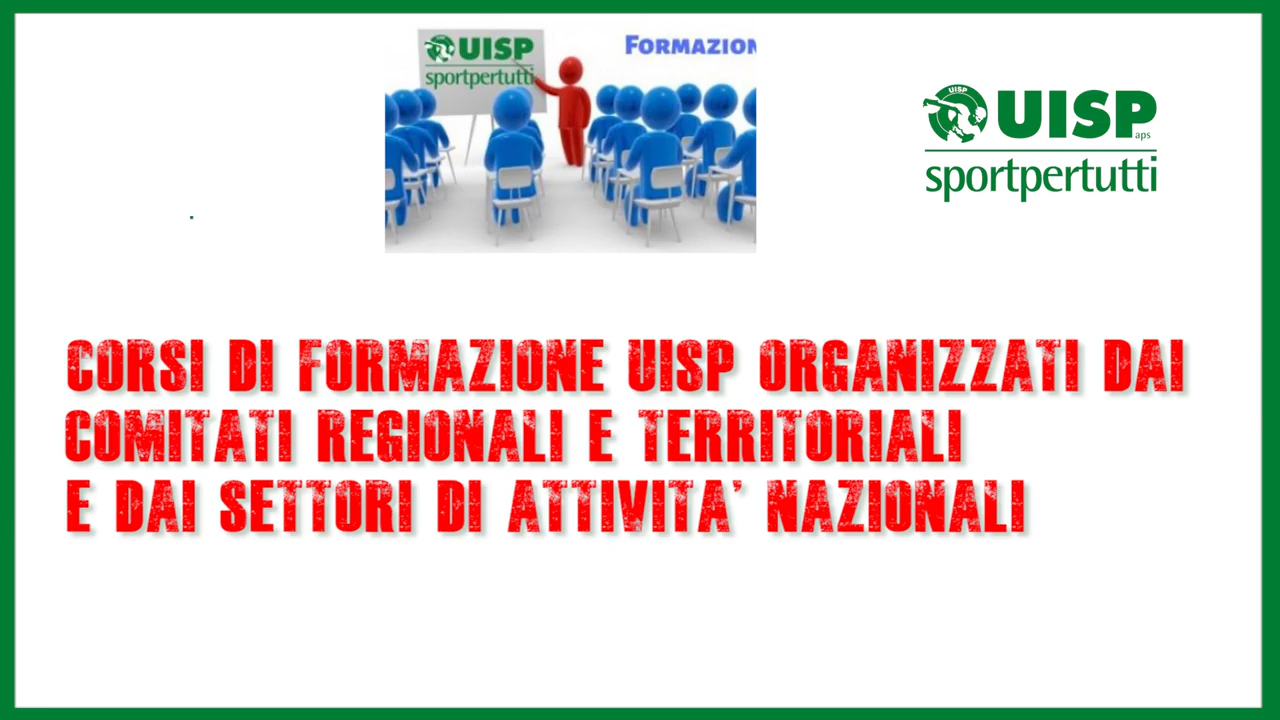 UISP
sportpertutti
FORMAZION
UISP
UISP
aps
sportpertutti
CORSI DI FORMAZIONE UISP ORGANIZZATI DAI
COMITATI REGIONALI E TERRITORIALI
E DAI SETTORI DI ATTIVITA' NAZIONALI